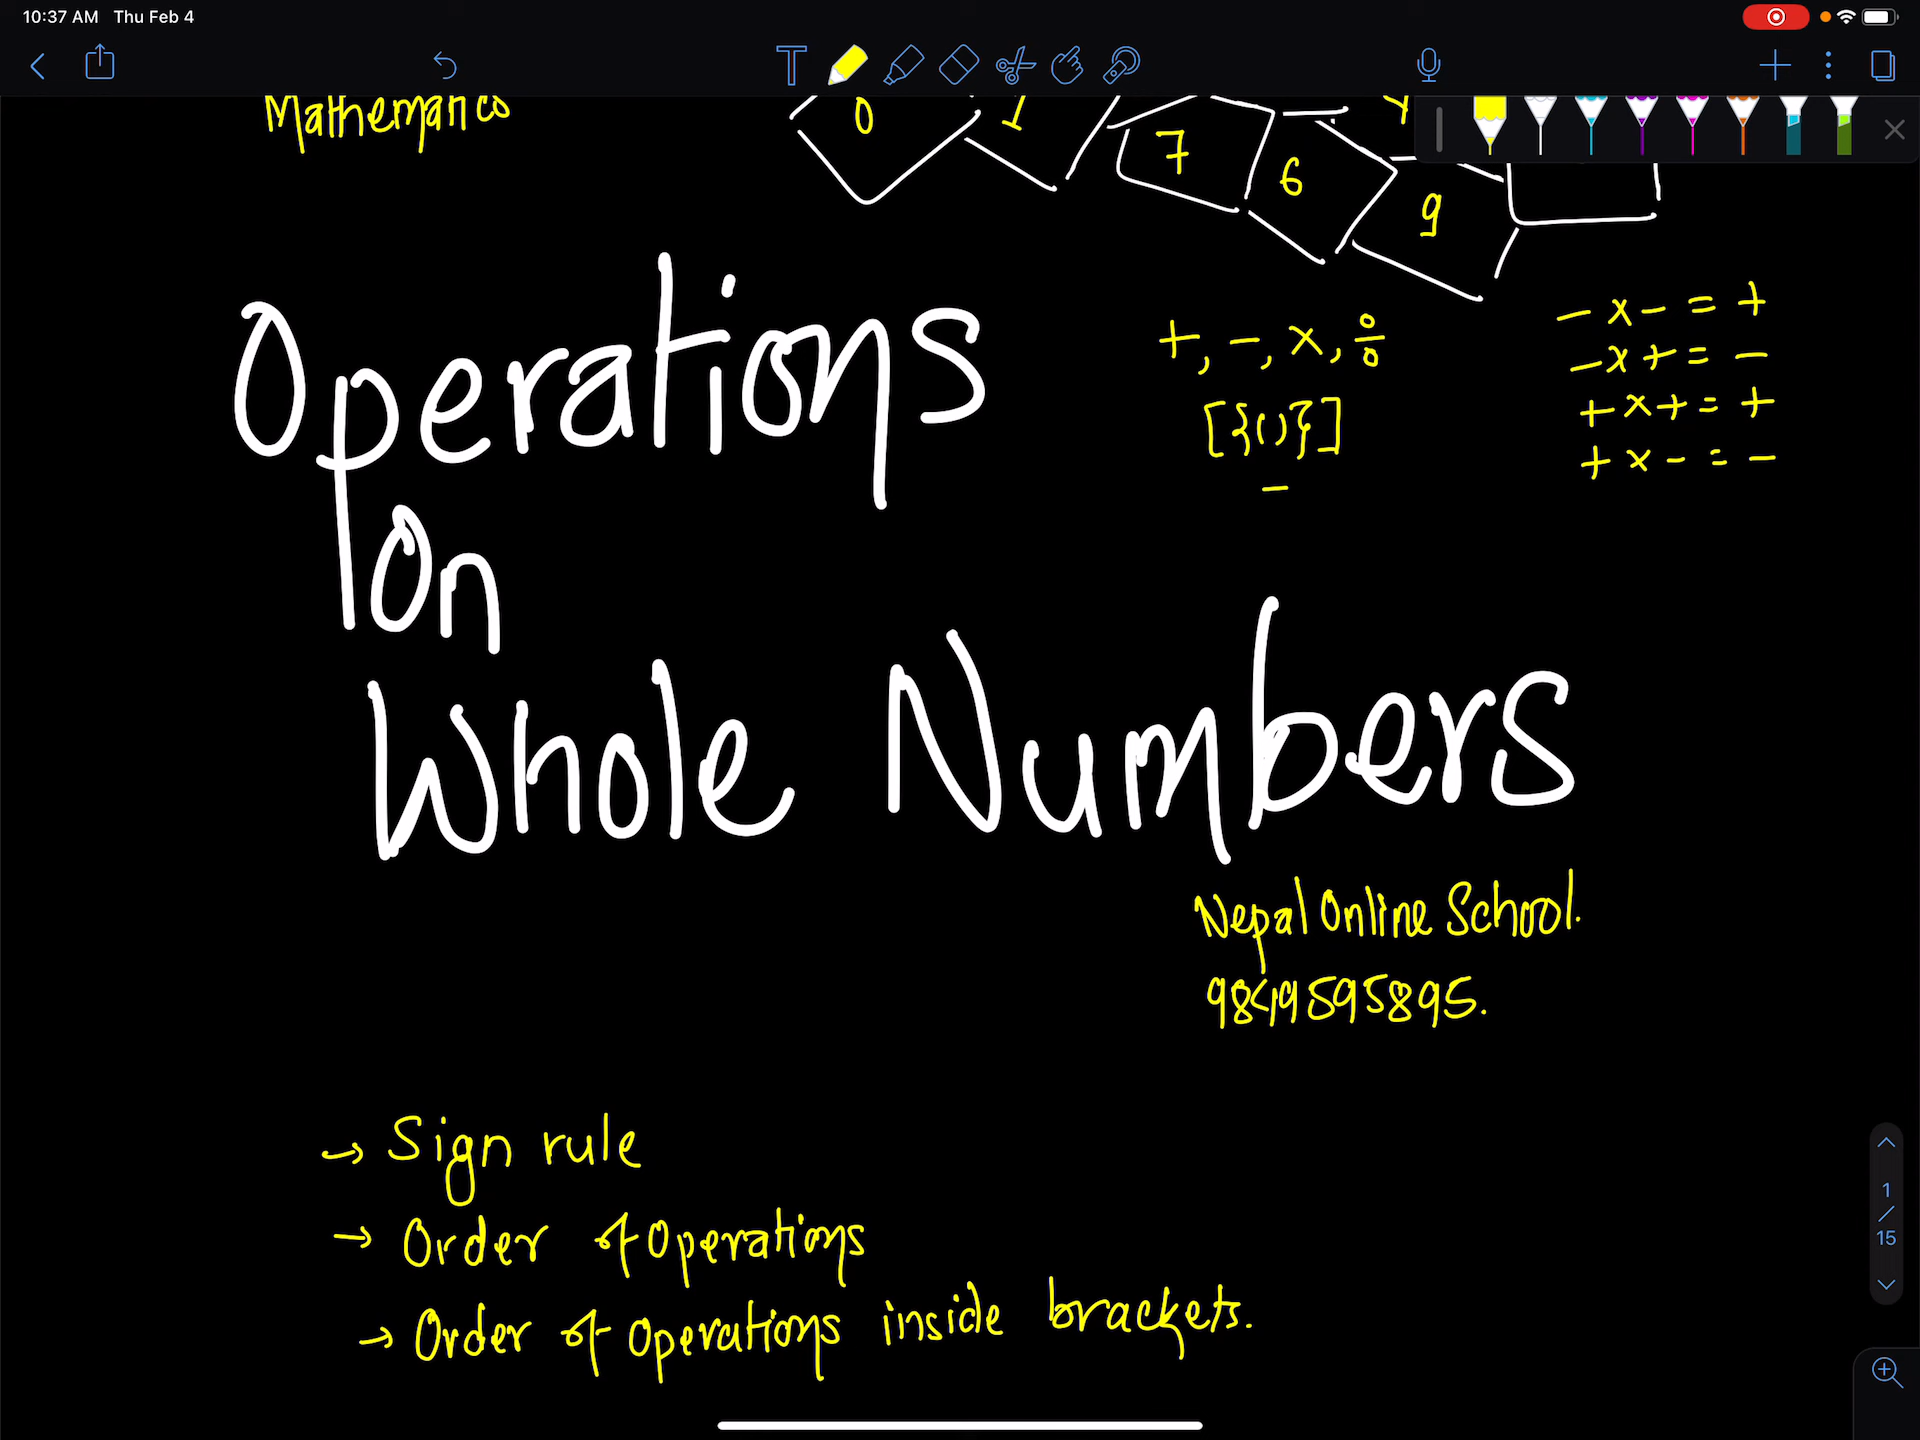 10:37 AM Thu Feb 4
Mathematics
0 1 7 6 9
Operations
on
Whole Numbers
+, -, ×, ÷
[{()}]
-
- × - = +
- × + = -
+ × + = +
+ × - = -
Nepal Online School.
9849595895.
→ Sign rule
→ Order of Operations
→ Order of Operations inside brackets.
1
/
15